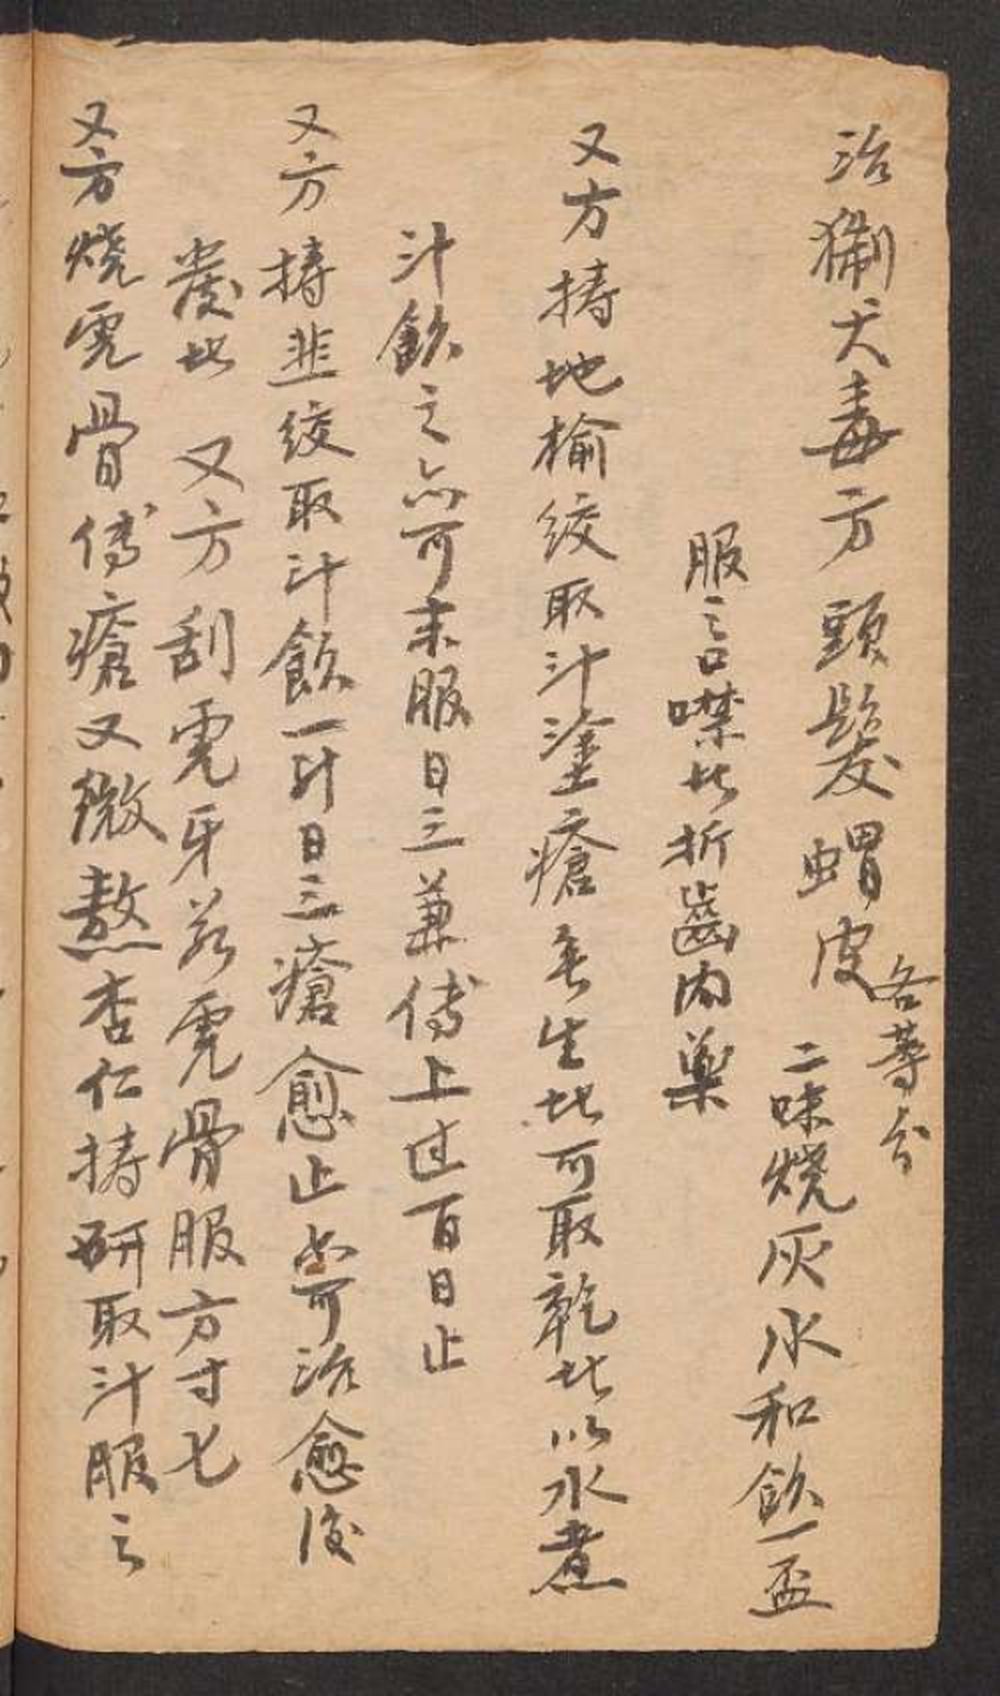 治猘犬毒方頭髮蝟皮各等分
二味燒灰水和飲一盃
服之口噤者折齒內藥
又方擣地榆絞取汁塗瘡無生者可取乾者以水煮
汁飲之亦可末服日三兼傅上过百日止
又方擣韭絞取汁飲一升日三瘡愈止亦可治愈後
發者 又方刮虎牙若虎骨服方寸匕
又方燒虎骨傅瘡又微熬杏仁擣研取汁服之